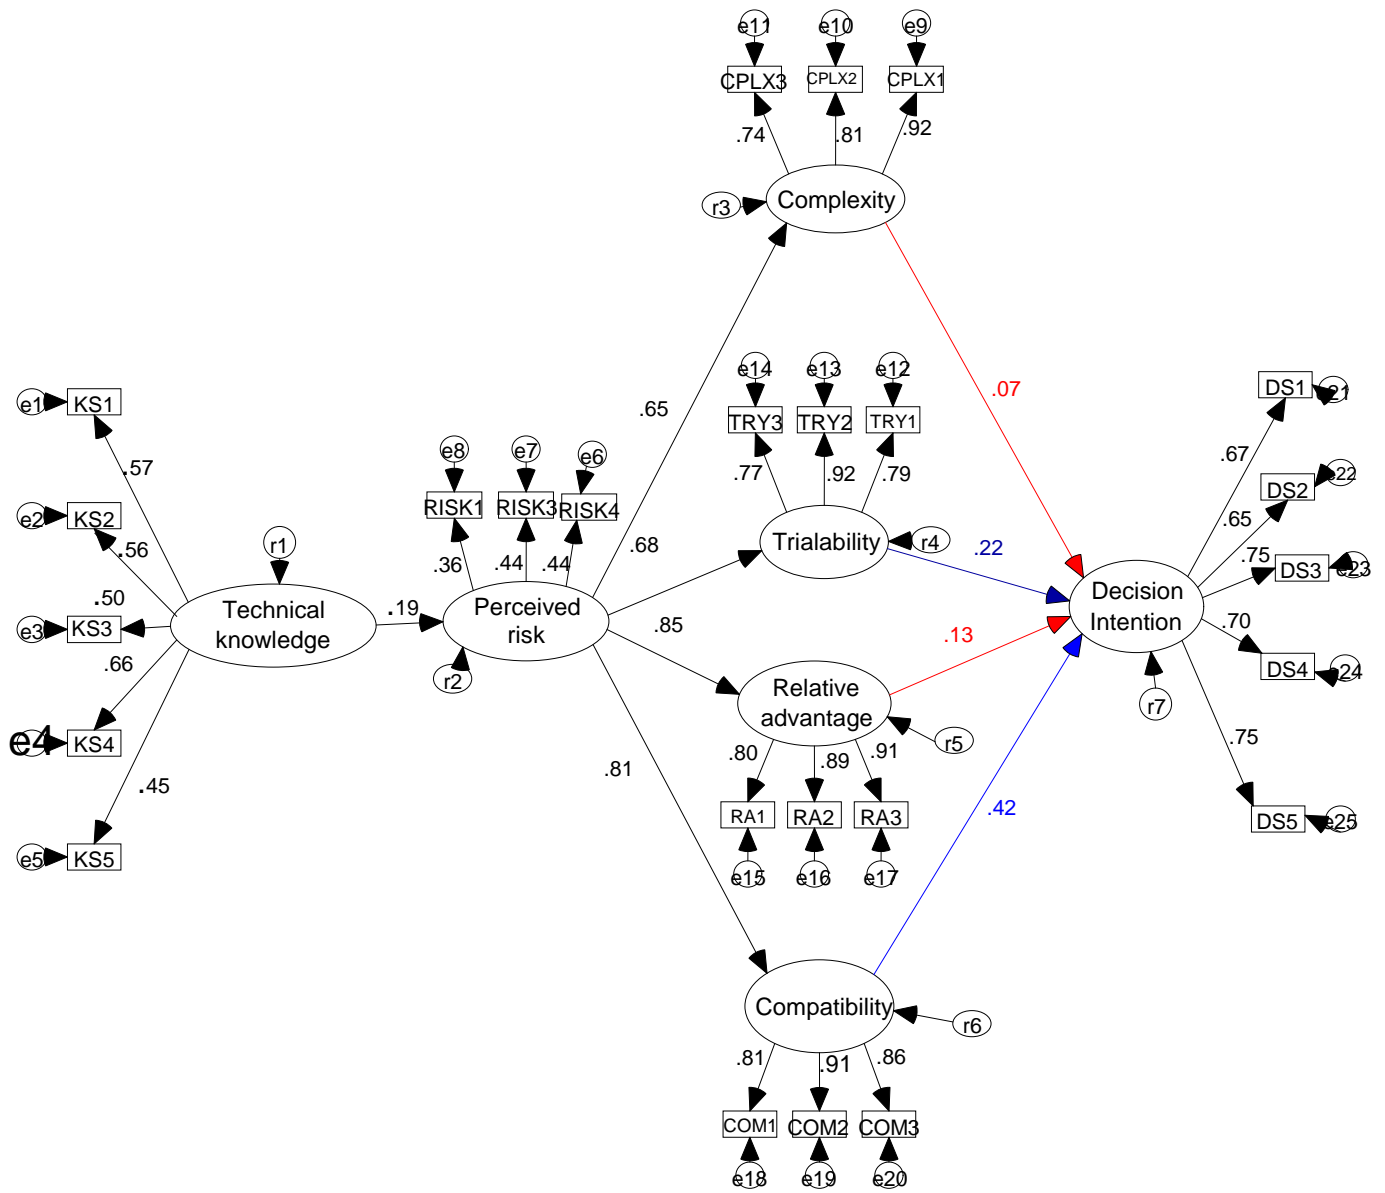 e11
e10
e9
CPLX3
CPLX2
CPLX1
.74
.81
.92
Complexity
r3
.65
.07
e14
e13
e12
TRY3
TRY2
TRY1
.77
.92
.79
Trialability
r4
.68
.22
e1
KS1
.57
e2
KS2
.56
e3
KS3
.50
e4
KS4
.66
e5
KS5
.45
r1
Technical
knowledge
.19
e8
e7
e6
RISK1
RISK3
RISK4
.36
.44
.44
Perceived
risk
r2
.85
Relative
advantage
r5
.13
.80
.89
.91
RA1
RA2
RA3
e15
e16
e17
.81
.42
Compatibility
r6
.81
.91
.86
COM1
COM2
COM3
e18
e19
e20
Decision
Intention
r7
DS1
e21
.67
DS2
e22
.65
DS3
e23
.75
DS4
e24
.70
DS5
e25
.75